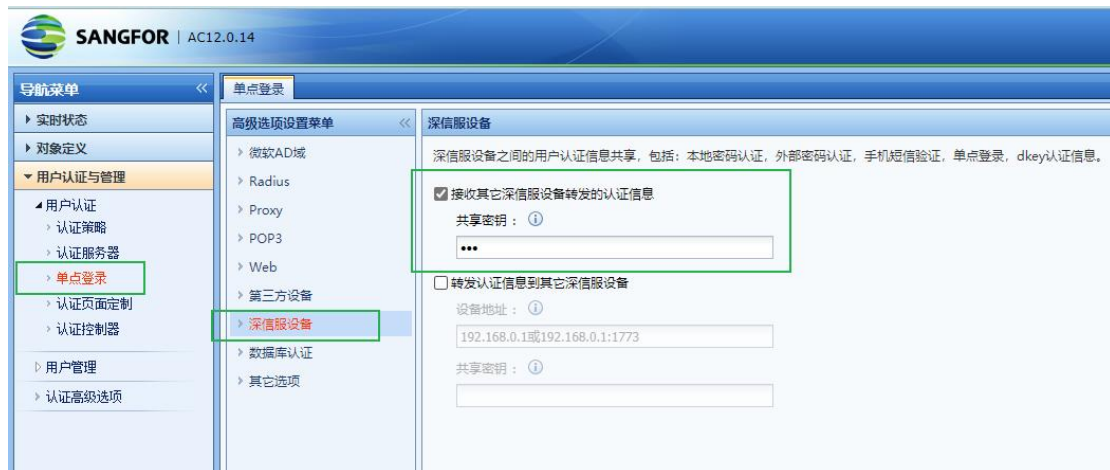 SANGFOR | AC12.0.14
导航菜单
实时状态
对象定义
用户认证与管理
用户认证
认证策略
认证服务器
单点登录
认证页面定制
认证控制器
用户管理
认证高级选项
单点登录
高级选项设置菜单
微软AD域
Radius
Proxy
POP3
Web
第三方设备
深信服设备
数据库认证
其它选项
深信服设备
深信服设备之间的用户认证信息共享，包括：本地密码认证，外部密码认证，手机短信验证，单点登录，dkey认证信息。
接收其它深信服设备转发的认证信息
共享密钥：
•••
转发认证信息到其它深信服设备
设备地址：
192.168.0.1或192.168.0.1:1773
共享密钥：